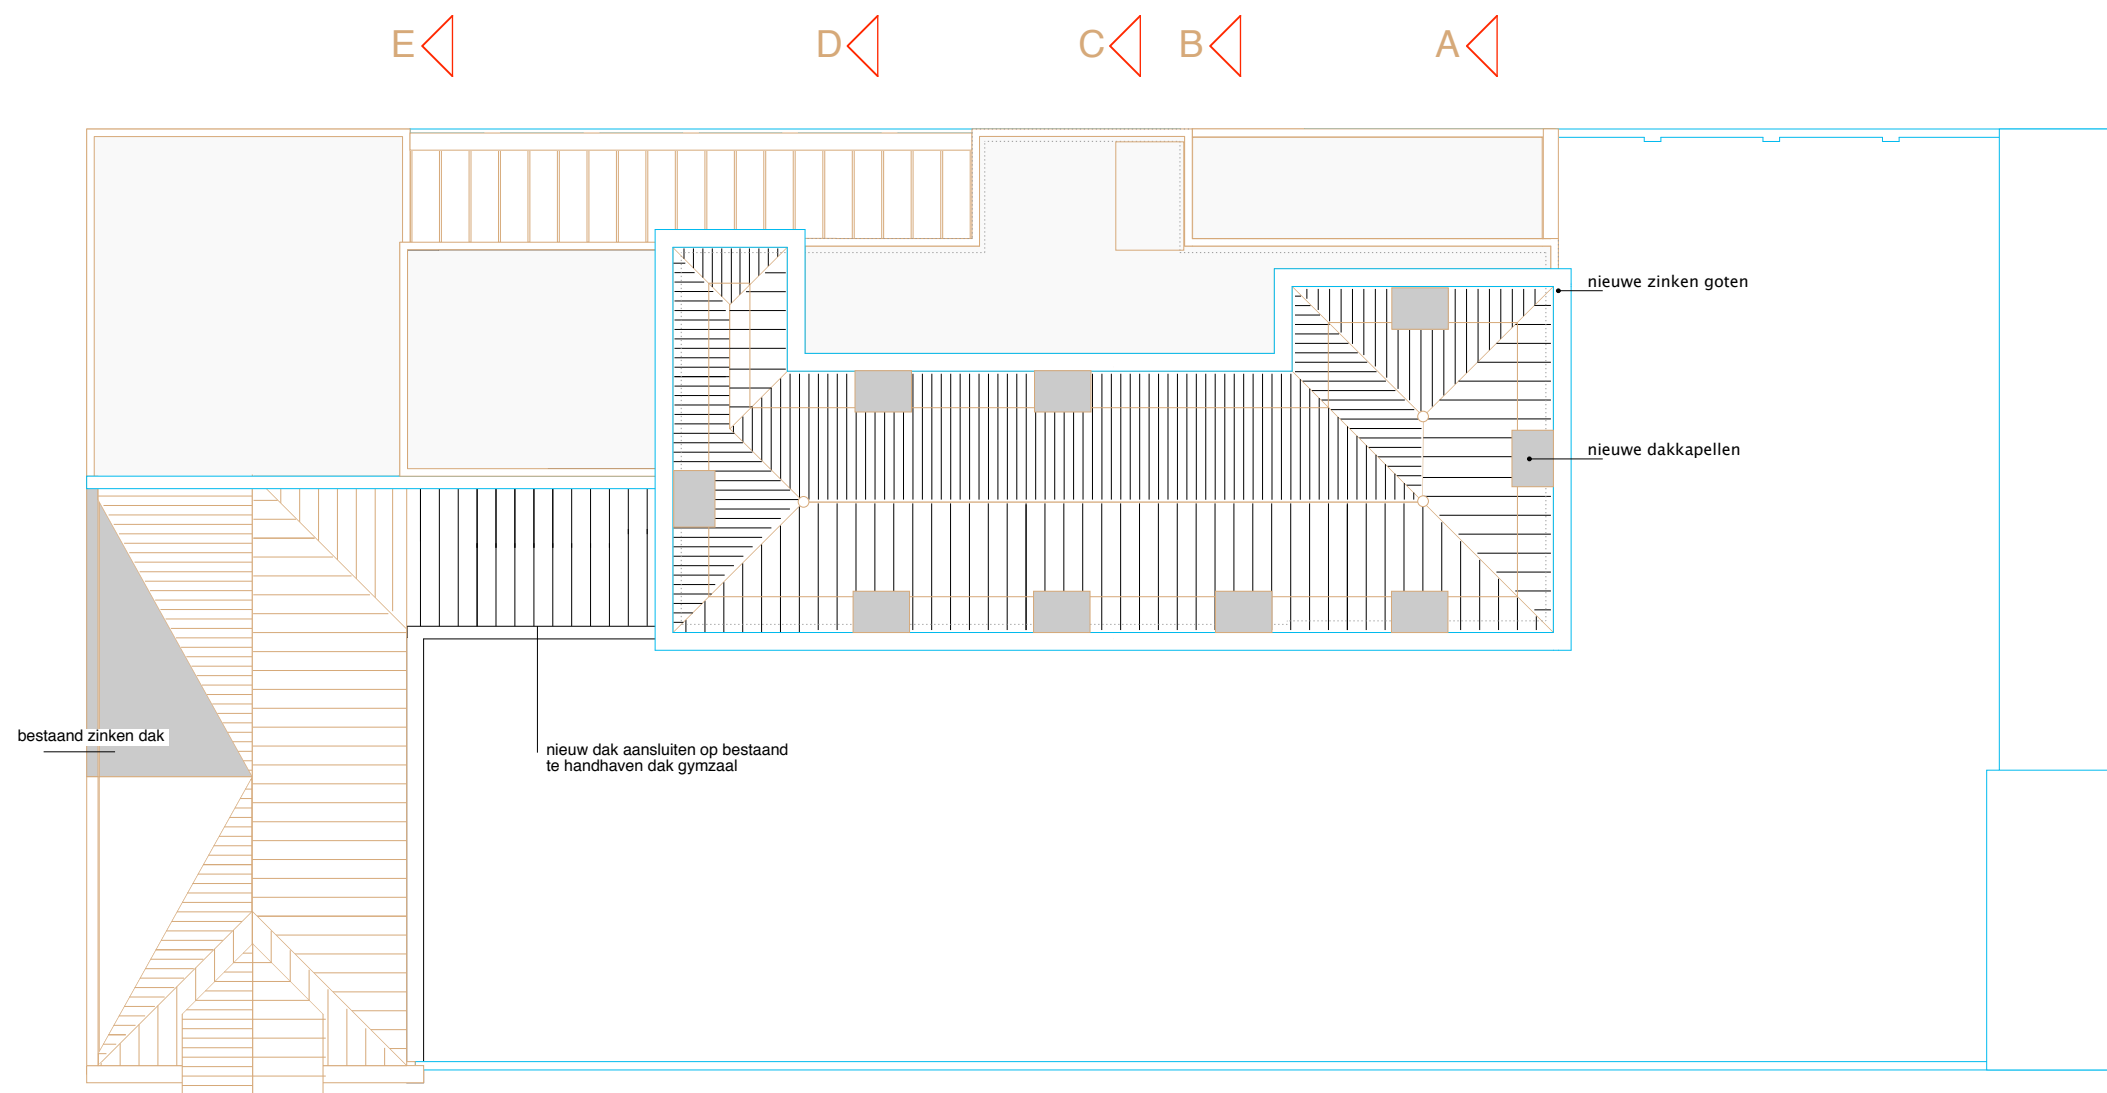 E
D
C
B
A
nieuwe zinken goten
nieuwe dakkapellen
bestaand zinken dak
nieuw dak aansluiten op bestaand
te handhaven dak gymzaal